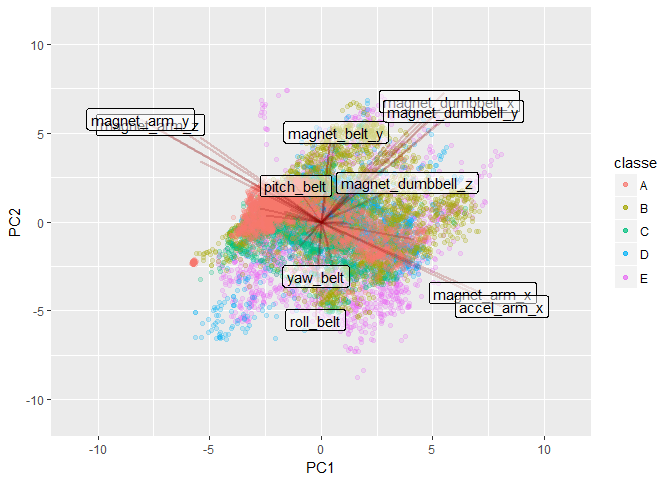 10
5
0
-5
-10
PC2
magnet_dumbbell_x
magnet_dumbbell_y
magnet_arm_y
magnet_arm_z
magnet_belt_y
pitch_belt
magnet_dumbbell_z
yaw_belt
magnet_arm_x
accel_arm_x
roll_belt
classe
A
B
C
D
E
-10
-5
0
5
10
PC1